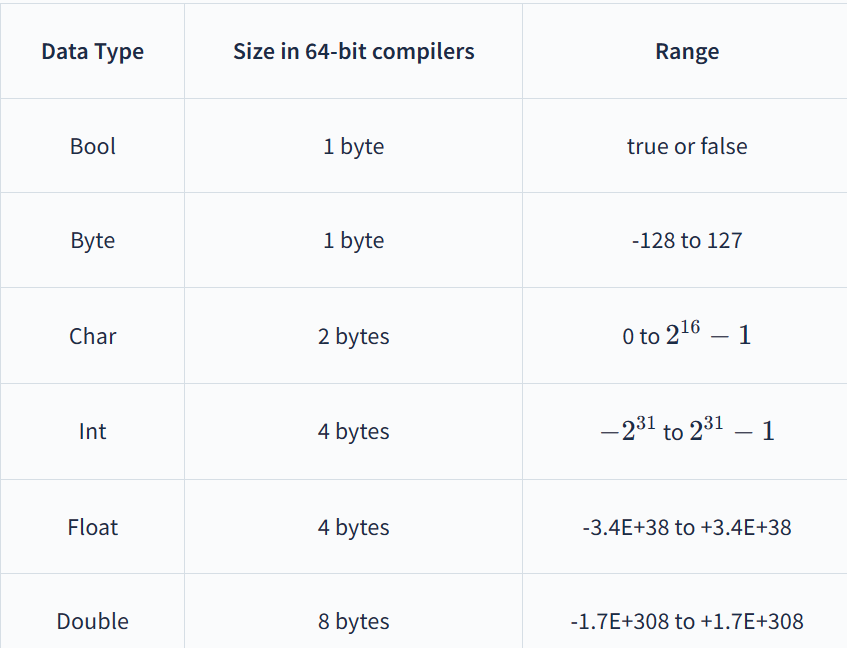 Data Type Size in 64-bit compilers Range
Bool 1 byte true or false
Byte 1 byte -128 to 127
Char 2 bytes 0 to 2^16 − 1
Int 4 bytes −2^31 to 2^31 − 1
Float 4 bytes -3.4E+38 to +3.4E+38
Double 8 bytes -1.7E+308 to +1.7E+308